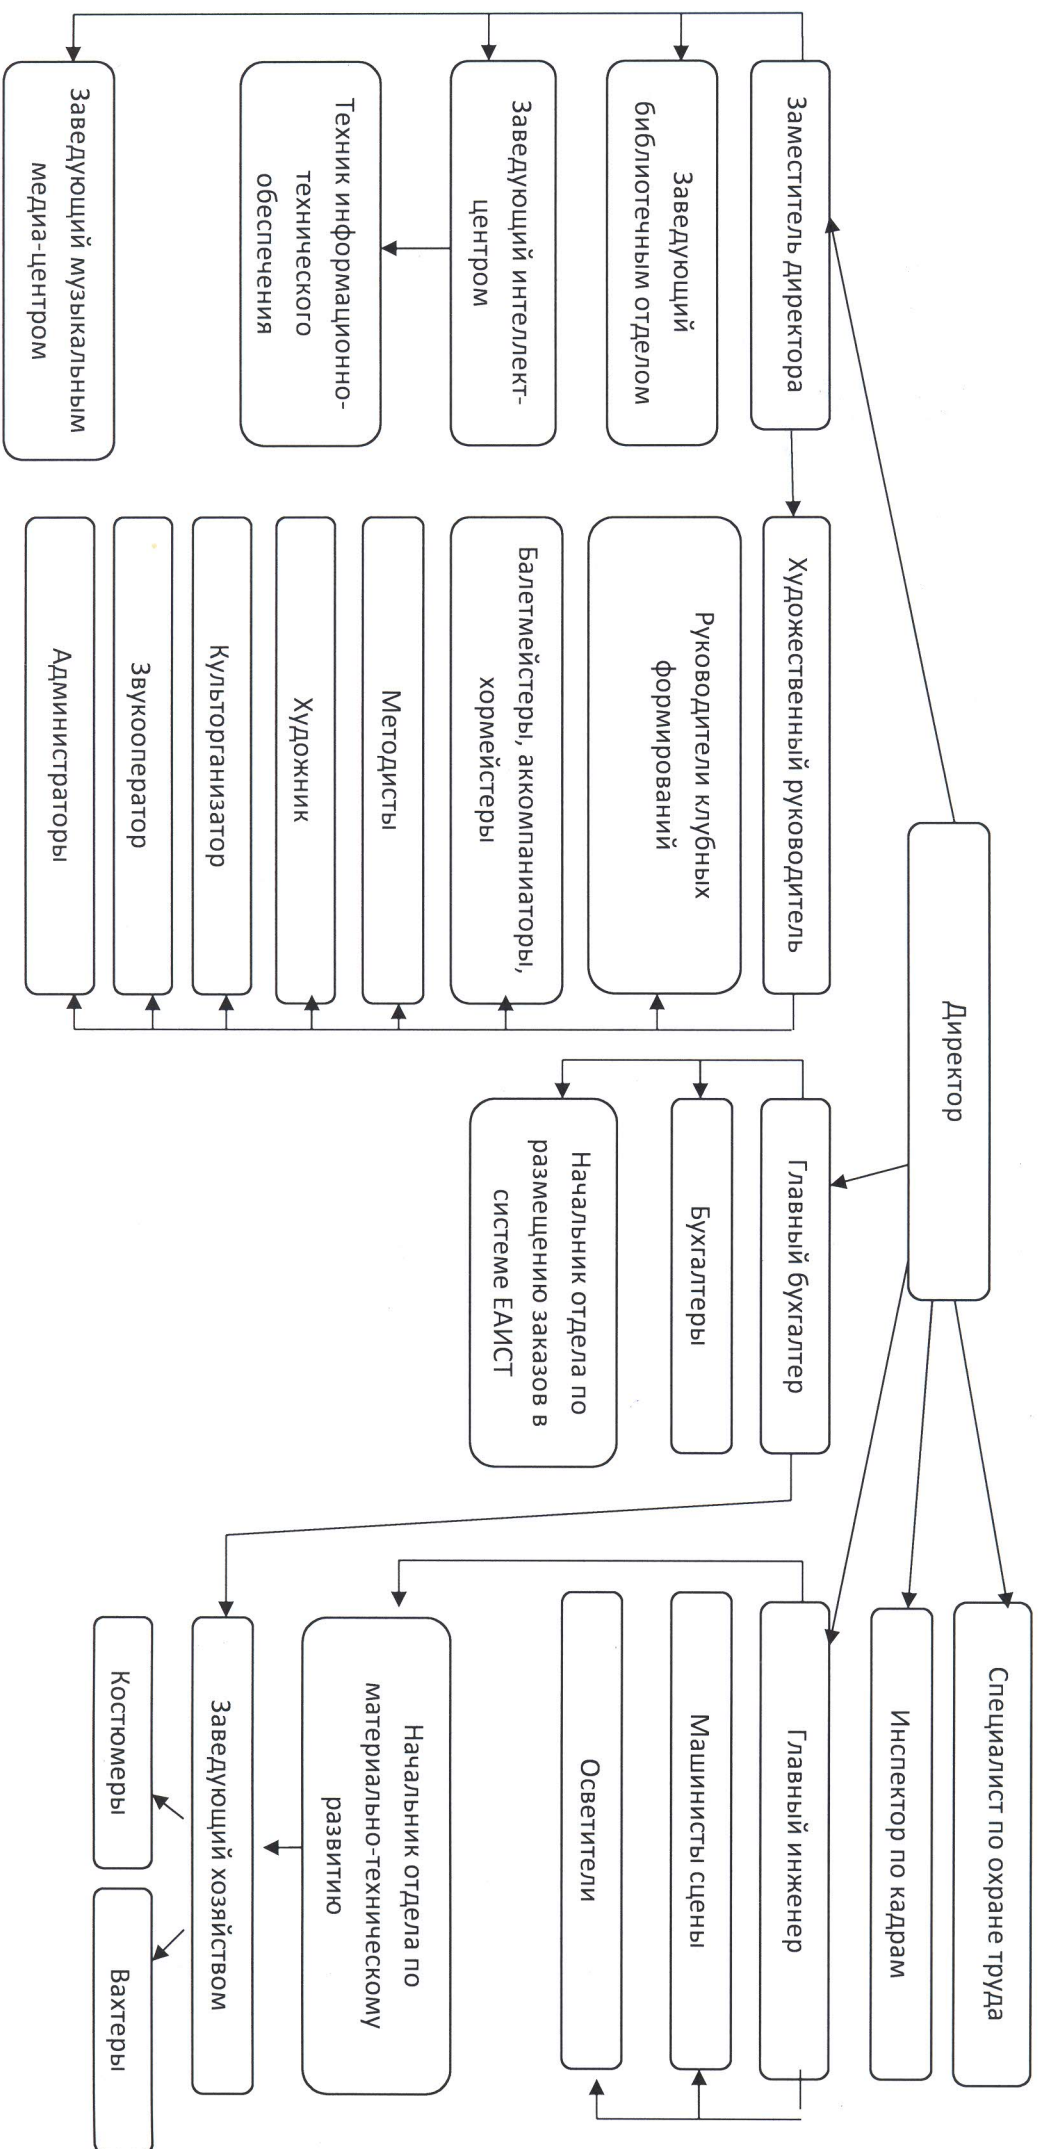 Директор
Специалист по охране труда
Инспектор по кадрам
Заместитель директора
Заведующий
библиотечным отделом
Заведующий интеллект-
центром
Техник информационно-
технического
обеспечения
Заведующий музыкальным
медиа-центром
Художественный руководитель
Руководители клубных
формирований
Балетмейстеры, аккомпаниаторы,
хормейстеры
Методисты
Художник
Культорганизатор
Звукооператор
Администраторы
Главный бухгалтер
Бухгалтеры
Начальник отдела по
размещению заказов в
системе ЕАИСТ
Главный инженер
Машинисты сцены
Осветители
Начальник отдела по
материально-техническому
развитию
Заведующий хозяйством
Костюмеры
Вахтеры